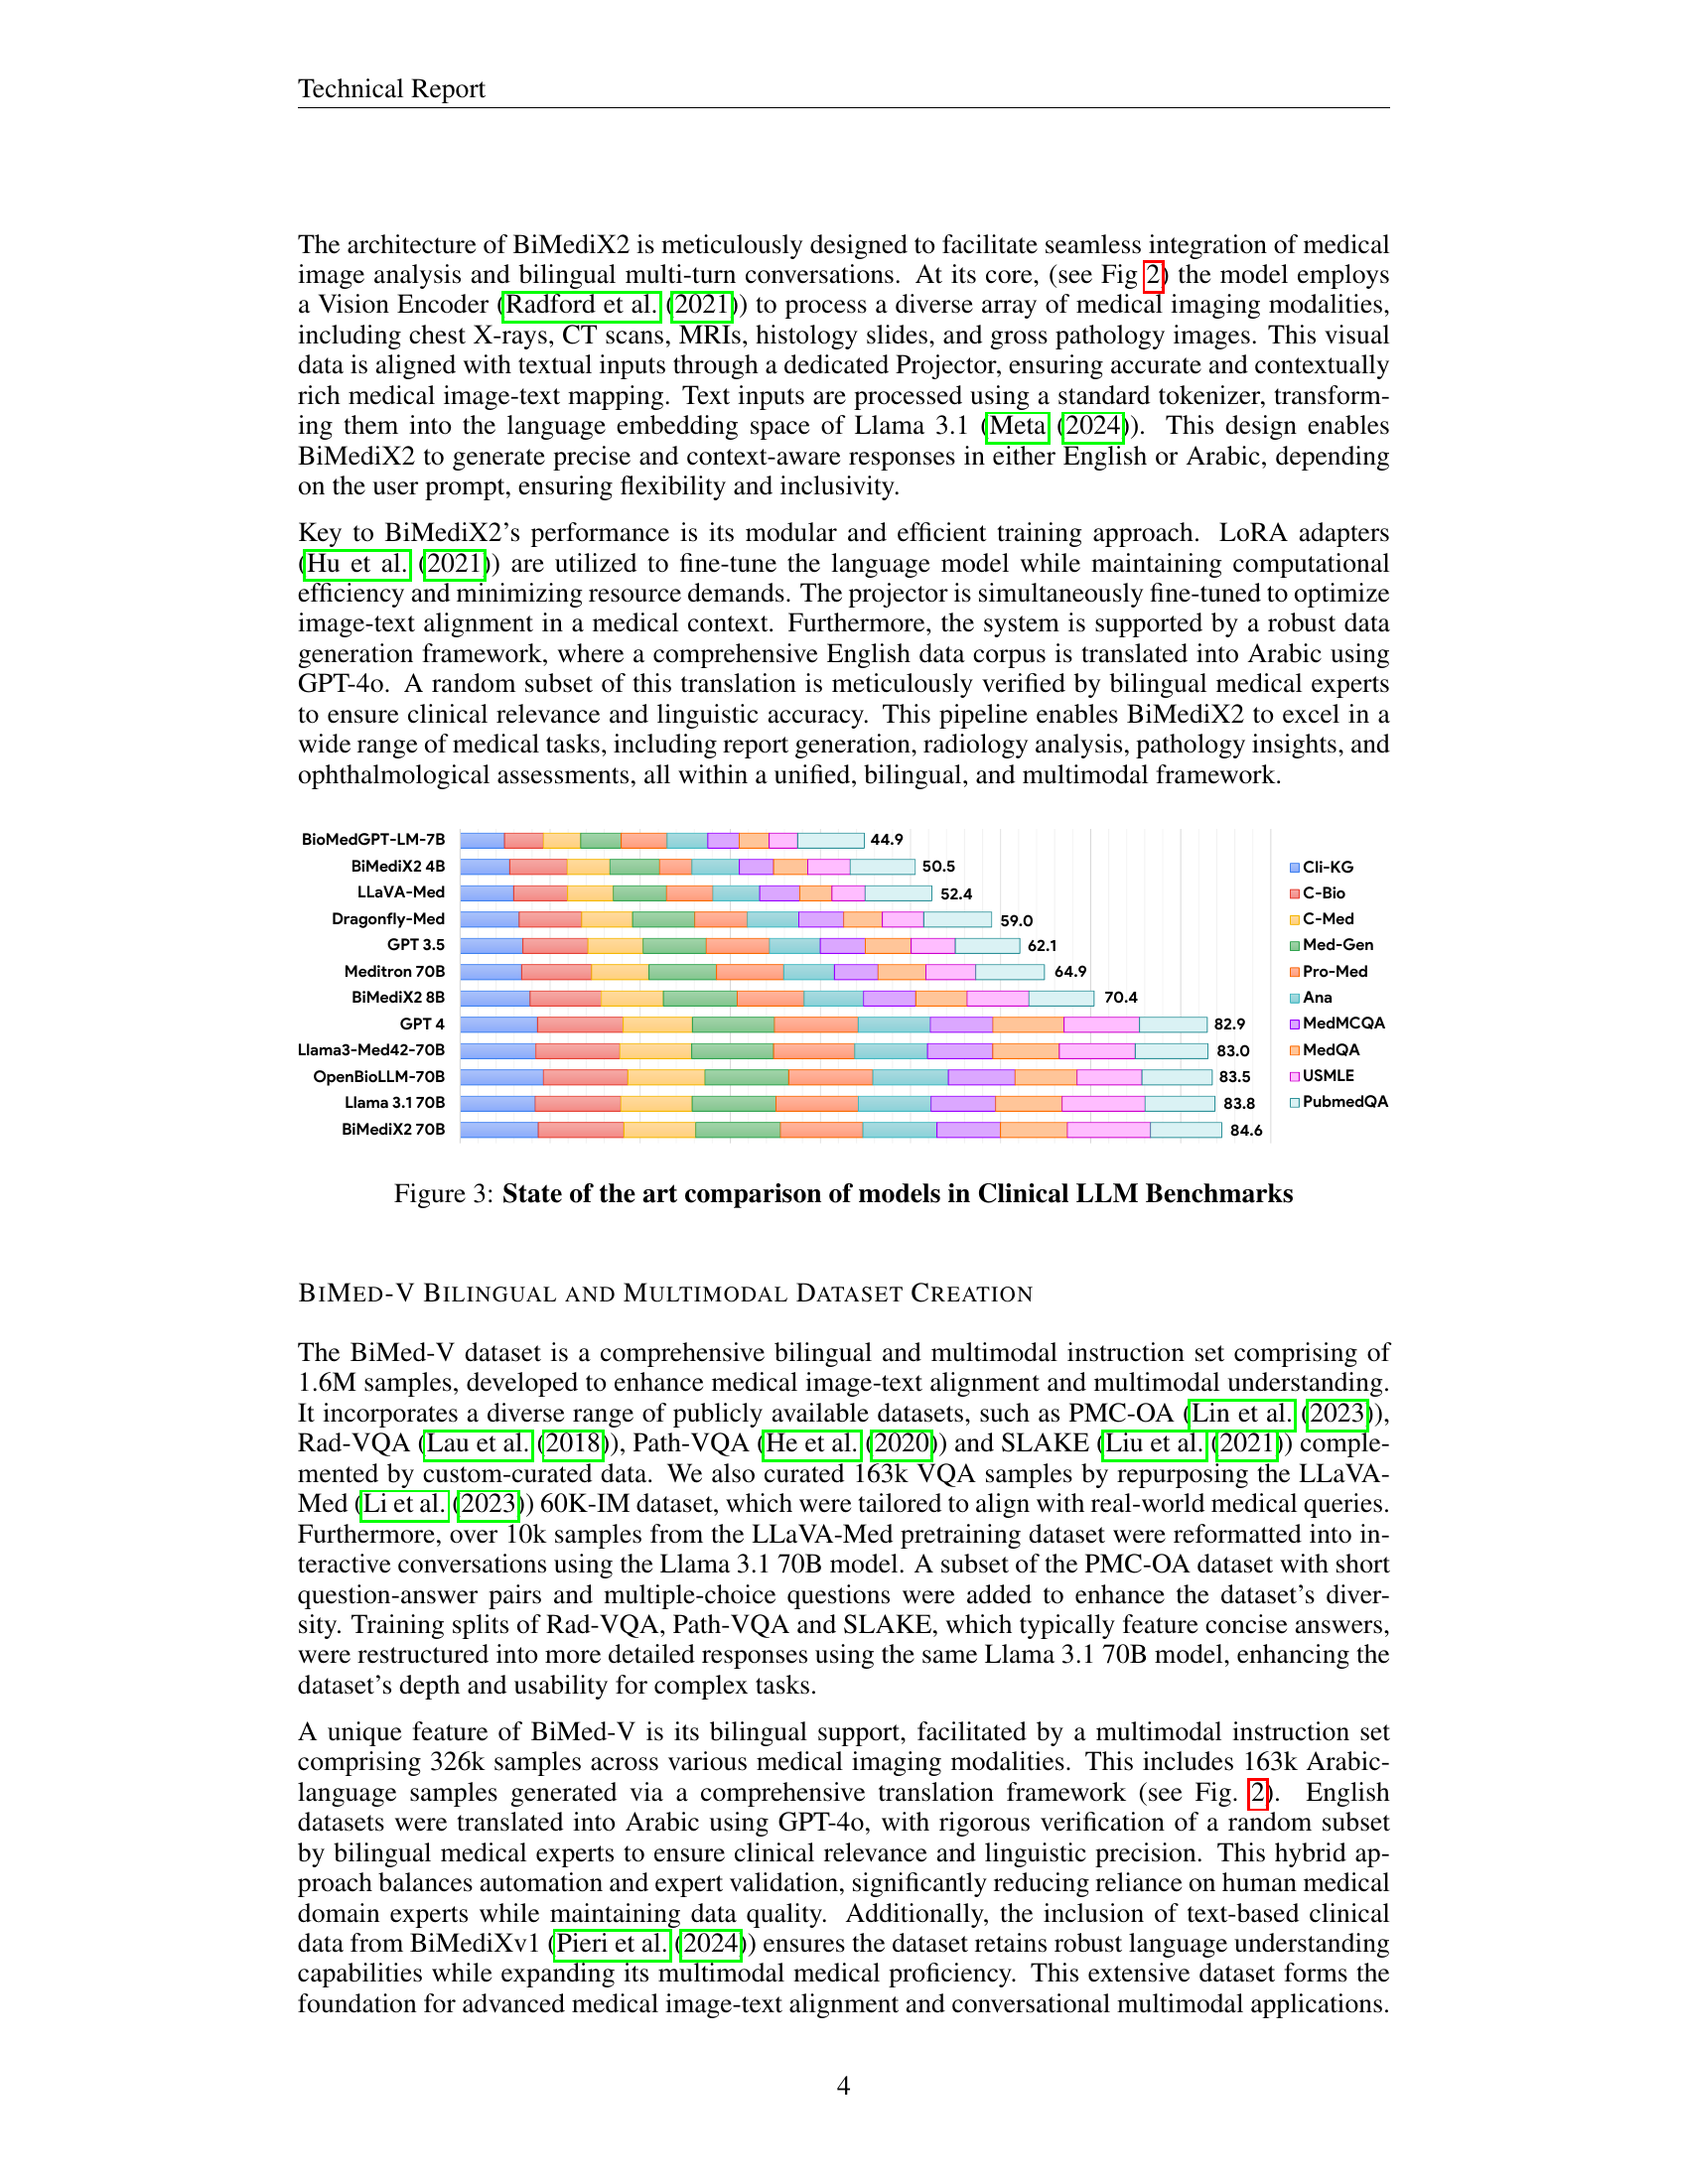 Technical Report
The architecture of BiMediX2 is meticulously designed to facilitate seamless integration of medical
image analysis and bilingual multi-turn conversations. At its core, (see Fig 2) the model employs
a Vision Encoder (Radford et al. (2021)) to process a diverse array of medical imaging modalities,
including chest X-rays, CT scans, MRIs, histology slides, and gross pathology images. This visual
data is aligned with textual inputs through a dedicated Projector, ensuring accurate and contextually
rich medical image-text mapping. Text inputs are processed using a standard tokenizer, transform-
ing them into the language embedding space of Llama 3.1 (Meta (2024)). This design enables
BiMediX2 to generate precise and context-aware responses in either English or Arabic, depending
on the user prompt, ensuring flexibility and inclusivity.
Key to BiMediX2's performance is its modular and efficient training approach. LoRA adapters
(Hu et al. (2021)) are utilized to fine-tune the language model while maintaining computational
efficiency and minimizing resource demands. The projector is simultaneously fine-tuned to optimize
image-text alignment in a medical context. Furthermore, the system is supported by a robust data
generation framework, where a comprehensive English data corpus is translated into Arabic using
GPT-4o. A random subset of this translation is meticulously verified by bilingual medical experts
to ensure clinical relevance and linguistic accuracy. This pipeline enables BiMediX2 to excel in a
wide range of medical tasks, including report generation, radiology analysis, pathology insights, and
ophthalmological assessments, all within a unified, bilingual, and multimodal framework.
BioMedGPT-LM-7B 44.9
BiMediX2 4B 50.5
LLaVA-Med 52.4
Dragonfly-Med 59.0
GPT 3.5 62.1
Meditron 70B 64.9
BiMediX2 8B 70.4
GPT 4 82.9
Llama3-Med42-70B 83.0
OpenBioLLM-70B 83.5
Llama 3.1 70B 83.8
BiMediX2 70B 84.6
Cli-KG
C-Bio
C-Med
Med-Gen
Pro-Med
Ana
MedMCQA
MedQA
USMLE
PubmedQA
Figure 3: State of the art comparison of models in Clinical LLM Benchmarks
BIMED-V BILINGUAL AND MULTIMODAL DATASET CREATION
The BiMed-V dataset is a comprehensive bilingual and multimodal instruction set comprising of
1.6M samples, developed to enhance medical image-text alignment and multimodal understanding.
It incorporates a diverse range of publicly available datasets, such as PMC-OA (Lin et al. (2023)),
Rad-VQA (Lau et al. (2018)), Path-VQA (He et al. (2020)) and SLAKE (Liu et al. (2021)) comple-
mented by custom-curated data. We also curated 163k VQA samples by repurposing the LLaVA-
Med (Li et al. (2023)) 60K-IM dataset, which were tailored to align with real-world medical queries.
Furthermore, over 10k samples from the LLaVA-Med pretraining dataset were reformatted into in-
teractive conversations using the Llama 3.1 70B model. A subset of the PMC-OA dataset with short
question-answer pairs and multiple-choice questions were added to enhance the dataset's diver-
sity. Training splits of Rad-VQA, Path-VQA and SLAKE, which typically feature concise answers,
were restructured into more detailed responses using the same Llama 3.1 70B model, enhancing the
dataset's depth and usability for complex tasks.
A unique feature of BiMed-V is its bilingual support, facilitated by a multimodal instruction set
comprising 326k samples across various medical imaging modalities. This includes 163k Arabic-
language samples generated via a comprehensive translation framework (see Fig. 2). English
datasets were translated into Arabic using GPT-4o, with rigorous verification of a random subset
by bilingual medical experts to ensure clinical relevance and linguistic precision. This hybrid ap-
proach balances automation and expert validation, significantly reducing reliance on human medical
domain experts while maintaining data quality. Additionally, the inclusion of text-based clinical
data from BiMediXv1 (Pieri et al. (2024)) ensures the dataset retains robust language understanding
capabilities while expanding its multimodal medical proficiency. This extensive dataset forms the
foundation for advanced medical image-text alignment and conversational multimodal applications.
4